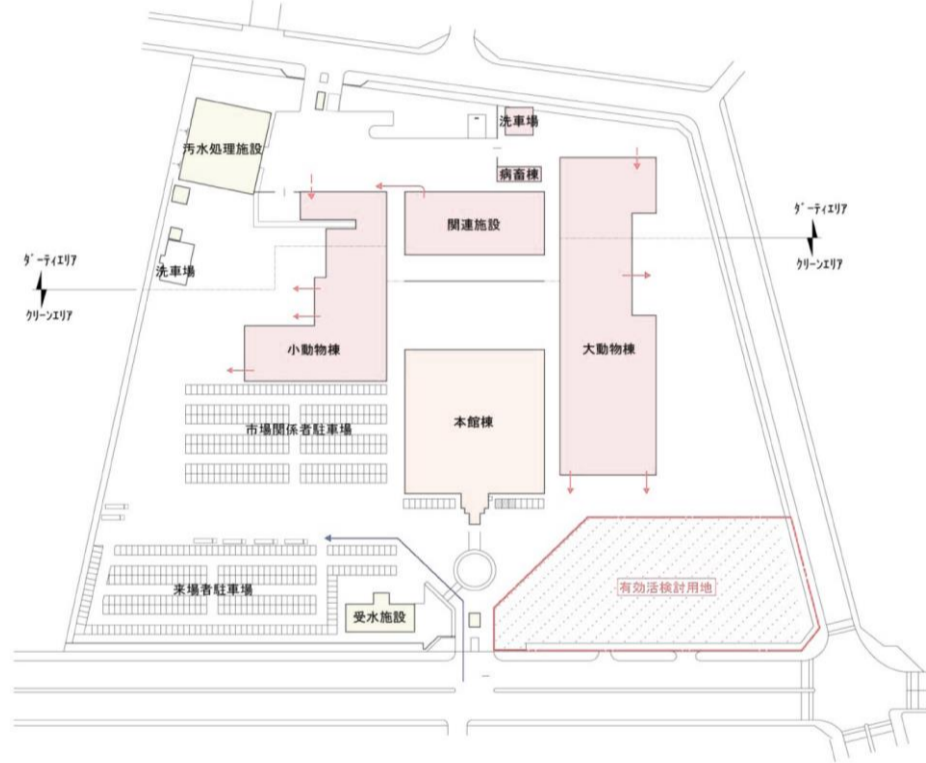 洗車場
汚水処理施設
病畜棟
関連施設
ダーティエリア
クリーンエリア
ダーティエリア
クリーンエリア
洗車場
小動物棟
大動物棟
本館棟
市場関係者駐車場
来場者駐車場
受水施設
有効活検討用地